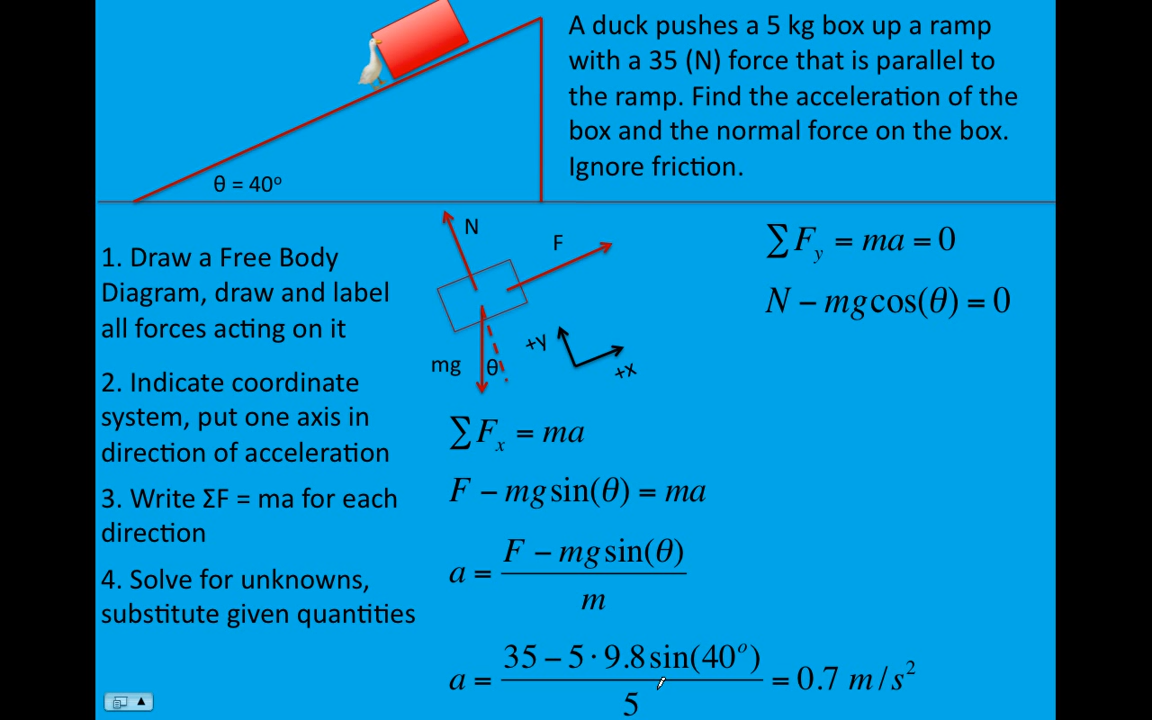 A duck pushes a 5 kg box up a ramp
with a 35 (N) force that is parallel to
the ramp. Find the acceleration of the
box and the normal force on the box.
Ignore friction.
θ = 40°
1. Draw a Free Body
Diagram, draw and label
all forces acting on it
2. Indicate coordinate
system, put one axis in
direction of acceleration
3. Write ΣF = ma for each
direction
4. Solve for unknowns,
substitute given quantities
N
F
mg
θ
+y
+x
∑F_x = ma
F − mg sin(θ) = ma
a = (F − mg sin(θ)) / m
a = (35 − 5 · 9.8 sin(40°)) / 5 = 0.7 m/s²
∑F_y = ma = 0
N − mg cos(θ) = 0